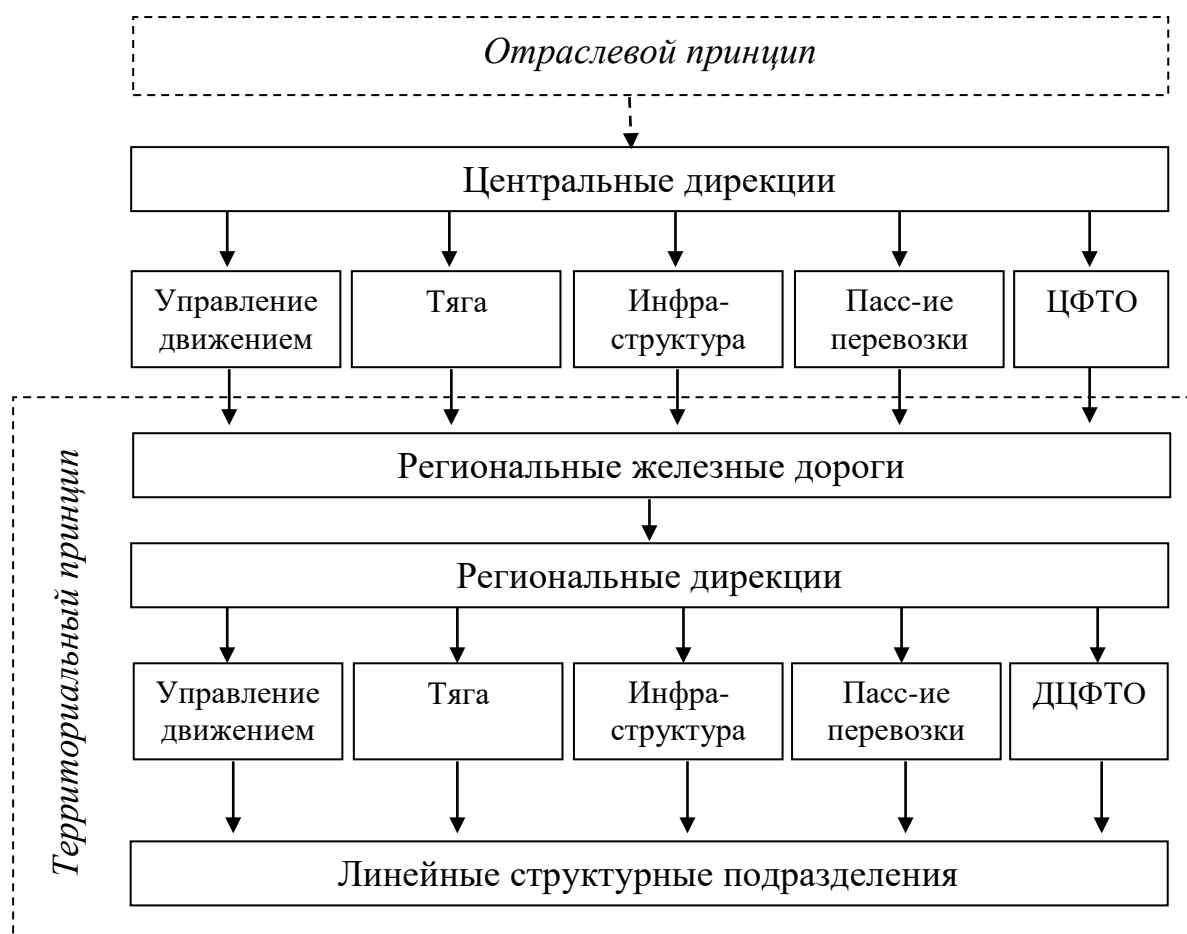 Отраслевой принцип
Центральные дирекции
Управление
движением
Тяга
Инфра-
структура
Пасс-ие
перевозки
ЦФТО
Территориальный принцип
Региональные железные дороги
Региональные дирекции
Управление
движением
Тяга
Инфра-
структура
Пасс-ие
перевозки
ДЦФТО
Линейные структурные подразделения